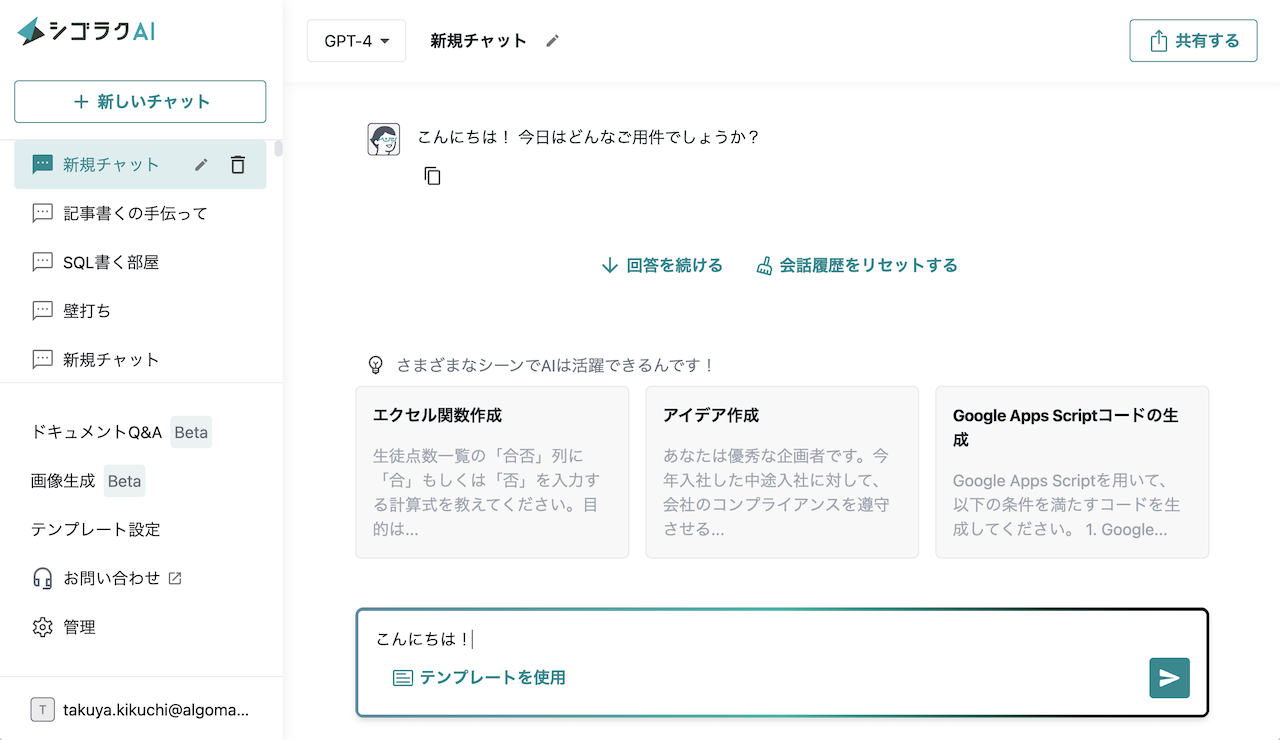 シゴラクAI
新しいチャット
新規チャット
記事書くの手伝って
SQL書く部屋
壁打ち
新規チャット
ドキュメントQ&A Beta
画像生成 Beta
テンプレート設定
お問い合わせ
管理
T takuya.kikuchi@algoma...
GPT-4 新規チャット 共有する
こんにちは！ 今日はどんなご用件でしょうか？
回答を続ける 会話履歴をリセットする
さまざまなシーンでAIは活躍できるんです！
エクセル関数作成
生徒点数一覧の「合否」列に
「合」もしくは「否」を入力す
る計算式を教えてください。目
的は...
アイデア作成
あなたは優秀な企画者です。今
年入社した中途入社に対して、
会社のコンプライアンスを遵守
させる...
Google Apps Scriptコードの生
成
Google Apps Scriptを用いて、
以下の条件を満たすコードを生
成してください。 1. Google...
こんにちは！
テンプレートを使用